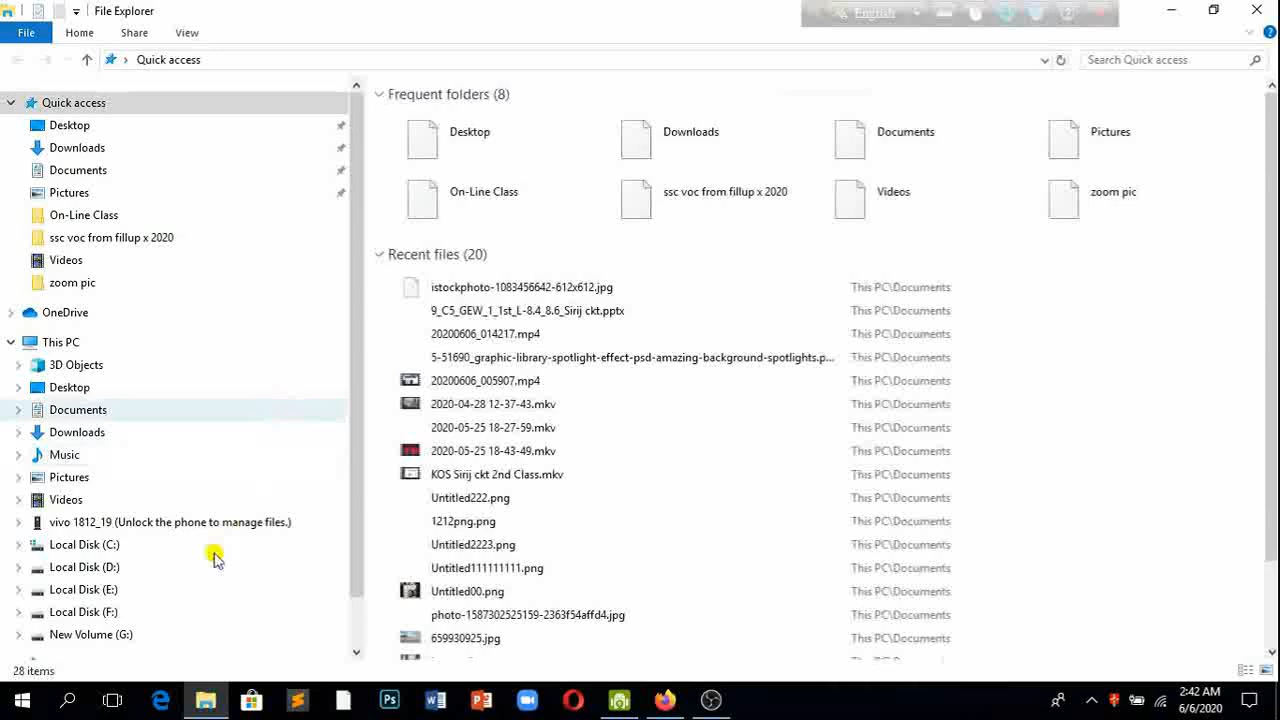 File Explorer
English
File Home Share View
Quick access
Search Quick access
Quick access
Desktop
Downloads
Documents
Pictures
On-Line Class
ssc voc from fillup x 2020
Videos
zoom pic
OneDrive
This PC
3D Objects
Desktop
Documents
Downloads
Music
Pictures
Videos
vivo 1812_19 (Unlock the phone to manage files.)
Local Disk (C:)
Local Disk (D:)
Local Disk (E:)
Local Disk (F:)
New Volume (G:)
Frequent folders (8)
Desktop Downloads Documents Pictures
On-Line Class ssc voc from fillup x 2020 Videos zoom pic
Recent files (20)
istockphoto-1083456642-612x612.jpg This PC\Documents
9_C5_GEW_1_1st_L-8.4_8.6_Sirij ckt.pptx This PC\Documents
20200606_014217.mp4 This PC\Documents
5-51690_graphic-library-spotlight-effect-psd-amazing-background-spotlights.p... This PC\Documents
20200606_005907.mp4 This PC\Documents
2020-04-28 12-37-43.mkv This PC\Documents
2020-05-25 18-27-59.mkv This PC\Documents
2020-05-25 18-43-49.mkv This PC\Documents
KOS Sirij ckt 2nd Class.mkv This PC\Documents
Untitled222.png This PC\Documents
1212png.png This PC\Documents
Untitled2223.png This PC\Documents
Untitled111111111.png This PC\Documents
Untitled00.png This PC\Documents
photo-1587302525159-2363f54affd4.jpg This PC\Documents
659930925.jpg This PC\Documents
28 items
Ps
2:42 AM
6/6/2020